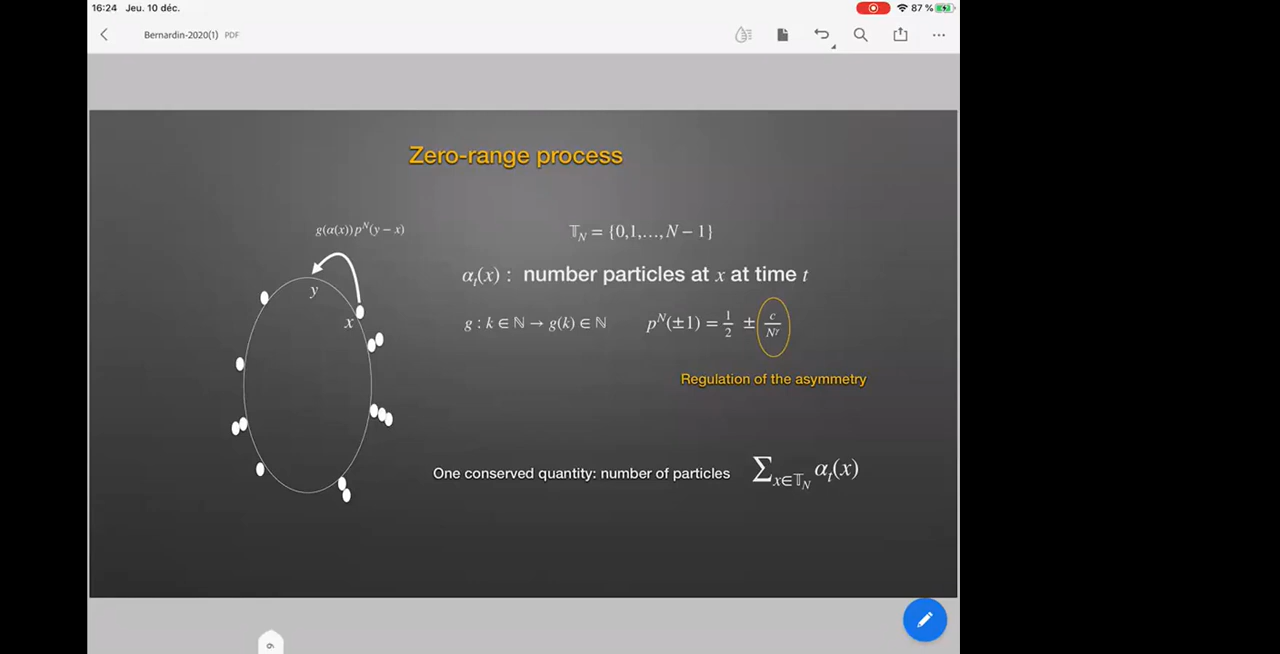 16:24 Jeu. 10 déc.
87 %
Bernardin-2020(1) PDF
Zero-range process
g(α(x))p^N(y − x)
𝕋_N = {0,1,…,N − 1}
α_t(x) : number particles at x at time t
y
x
g : k ∈ ℕ → g(k) ∈ ℕ
p^N(±1) = 1/2 ± c/N^γ
Regulation of the asymmetry
One conserved quantity: number of particles ∑_{x∈𝕋_N} α_t(x)